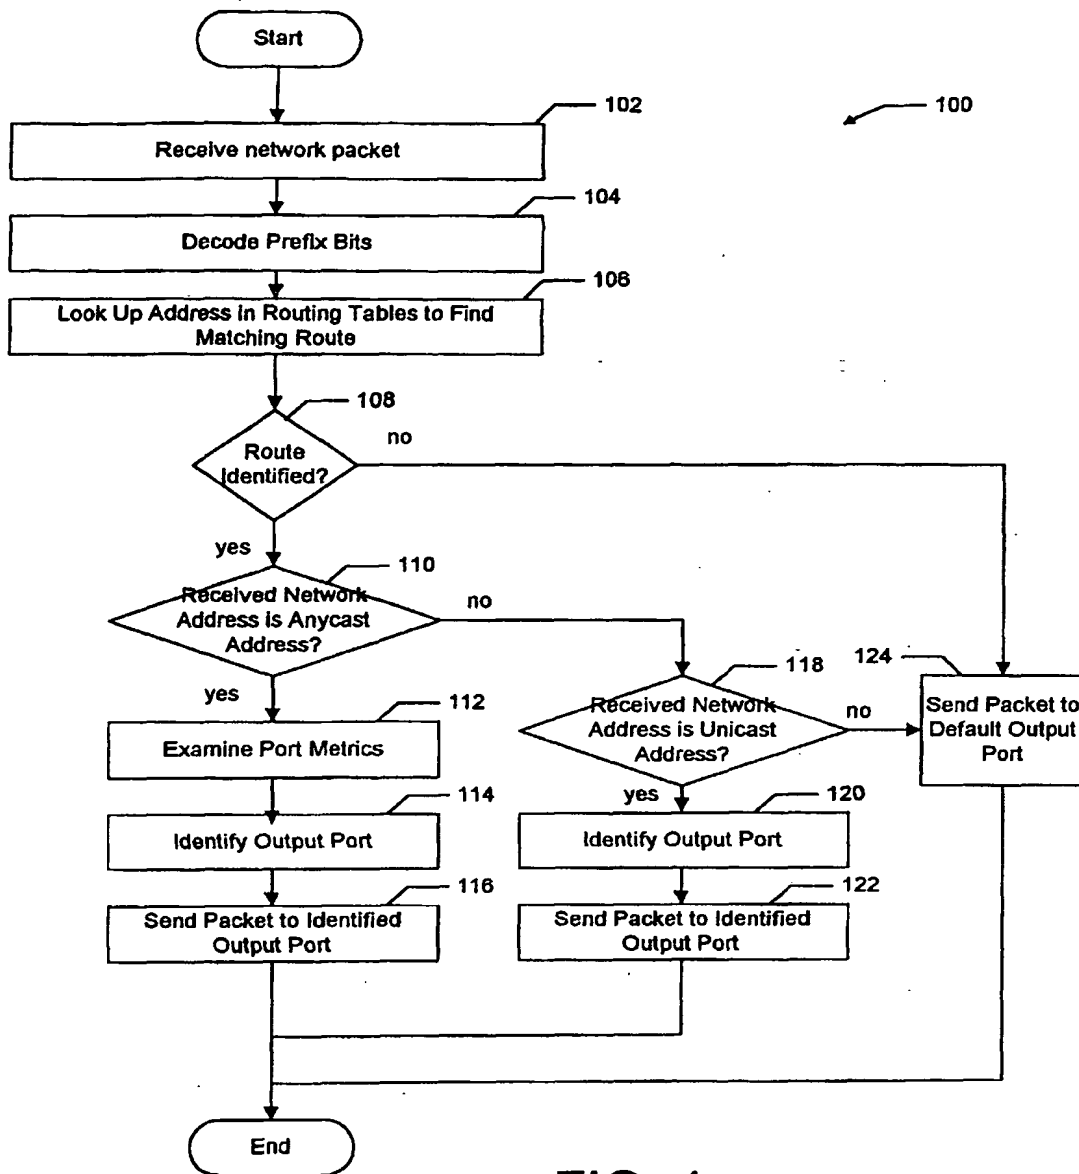 Start
102
100
Receive network packet
104
Decode Prefix Bits
106
Look Up Address in Routing Tables to Find
Matching Route
108
no
Route
Identified?
yes
110
Received Network
Address is Anycast
Address?
no
yes
118
124
Received Network
Address is Unicast
Address?
no
Send Packet to
Default Output
Port
112
Examine Port Metrics
yes
114
120
Identify Output Port
Identify Output Port
116
122
Send Packet to Identified
Output Port
Send Packet to Identified
Output Port
End